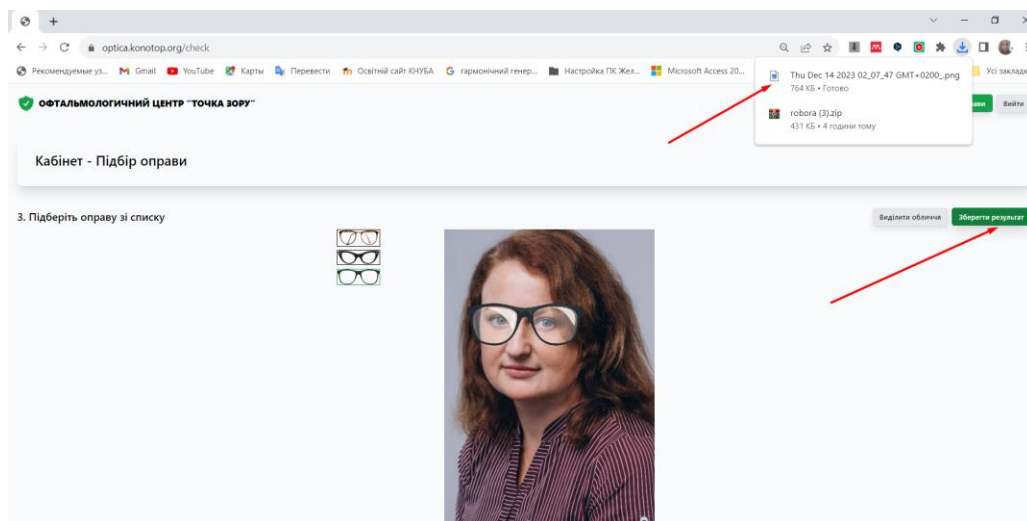 optica.konotop.org/check
Рекомендуемые уз...
Gmail
YouTube
Карты
Перевести
Освітній сайт КНУБА
гармонічний генер...
Настройка ПК Жел...
Microsoft Access 20...
Усі заклад
Thu Dec 14 2023 02_07_47 GMT+0200_.png
764 КБ • Готово
robora (3).zip
431 КБ • 4 години тому
ОФТАЛЬМОЛОГИЧНИЙ ЦЕНТР "ТОЧКА ЗОРУ"
Вийти
Кабінет - Підбір оправи
3. Підберіть оправу зі списку
Виділити обличчя
Зберегти результат